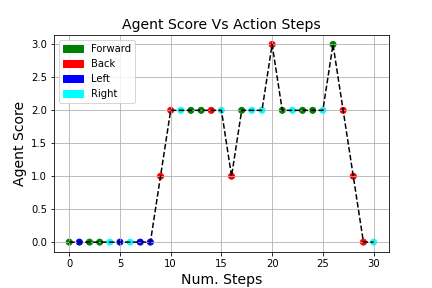 Agent Score Vs Action Steps
Agent Score
3.0
2.5
2.0
1.5
1.0
0.5
0.0
Forward
Back
Left
Right
0 5 10 15 20 25 30
Num. Steps